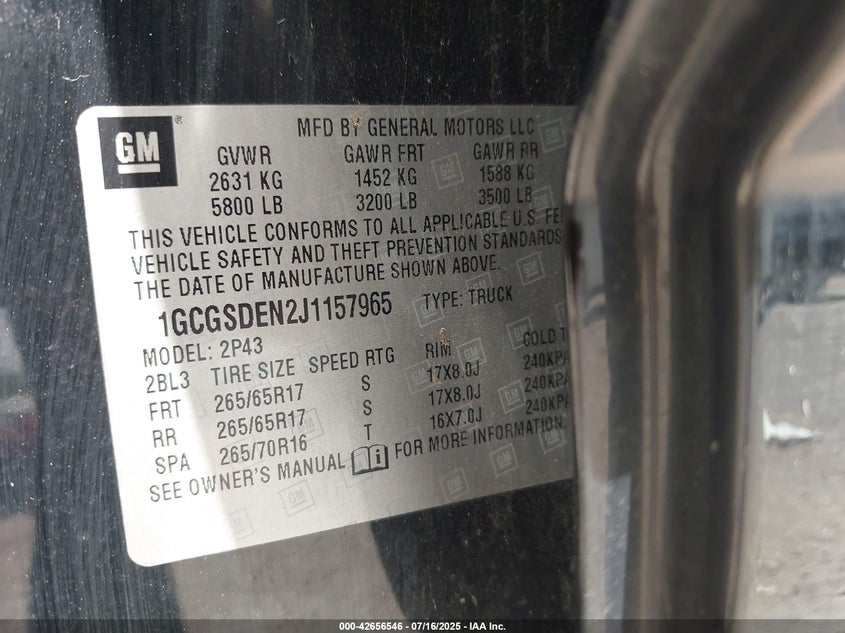 GM
MFD BY GENERAL MOTORS LLC
GVWR GAWR FRT GAWR RR
2631 KG 1452 KG 1588 KG
5800 LB 3200 LB 3500 LB
THIS VEHICLE CONFORMS TO ALL APPLICABLE U.S. FE
VEHICLE SAFETY AND THEFT PREVENTION STANDARDS
THE DATE OF MANUFACTURE SHOWN ABOVE.
1GCGSDEN2J1157965 TYPE: TRUCK
MODEL: 2P43
2BL3 TIRE SIZE SPEED RTG RIM COLD T
FRT 265/65R17 S 17X8.0J 240KPA
RR 265/65R17 S 17X8.0J 240KPA
SPA 265/70R16 T 16X7.0J 240KPA
SEE OWNER'S MANUAL FOR MORE INFORMATION
000-42656546 - 07/16/2025 - IAA Inc.